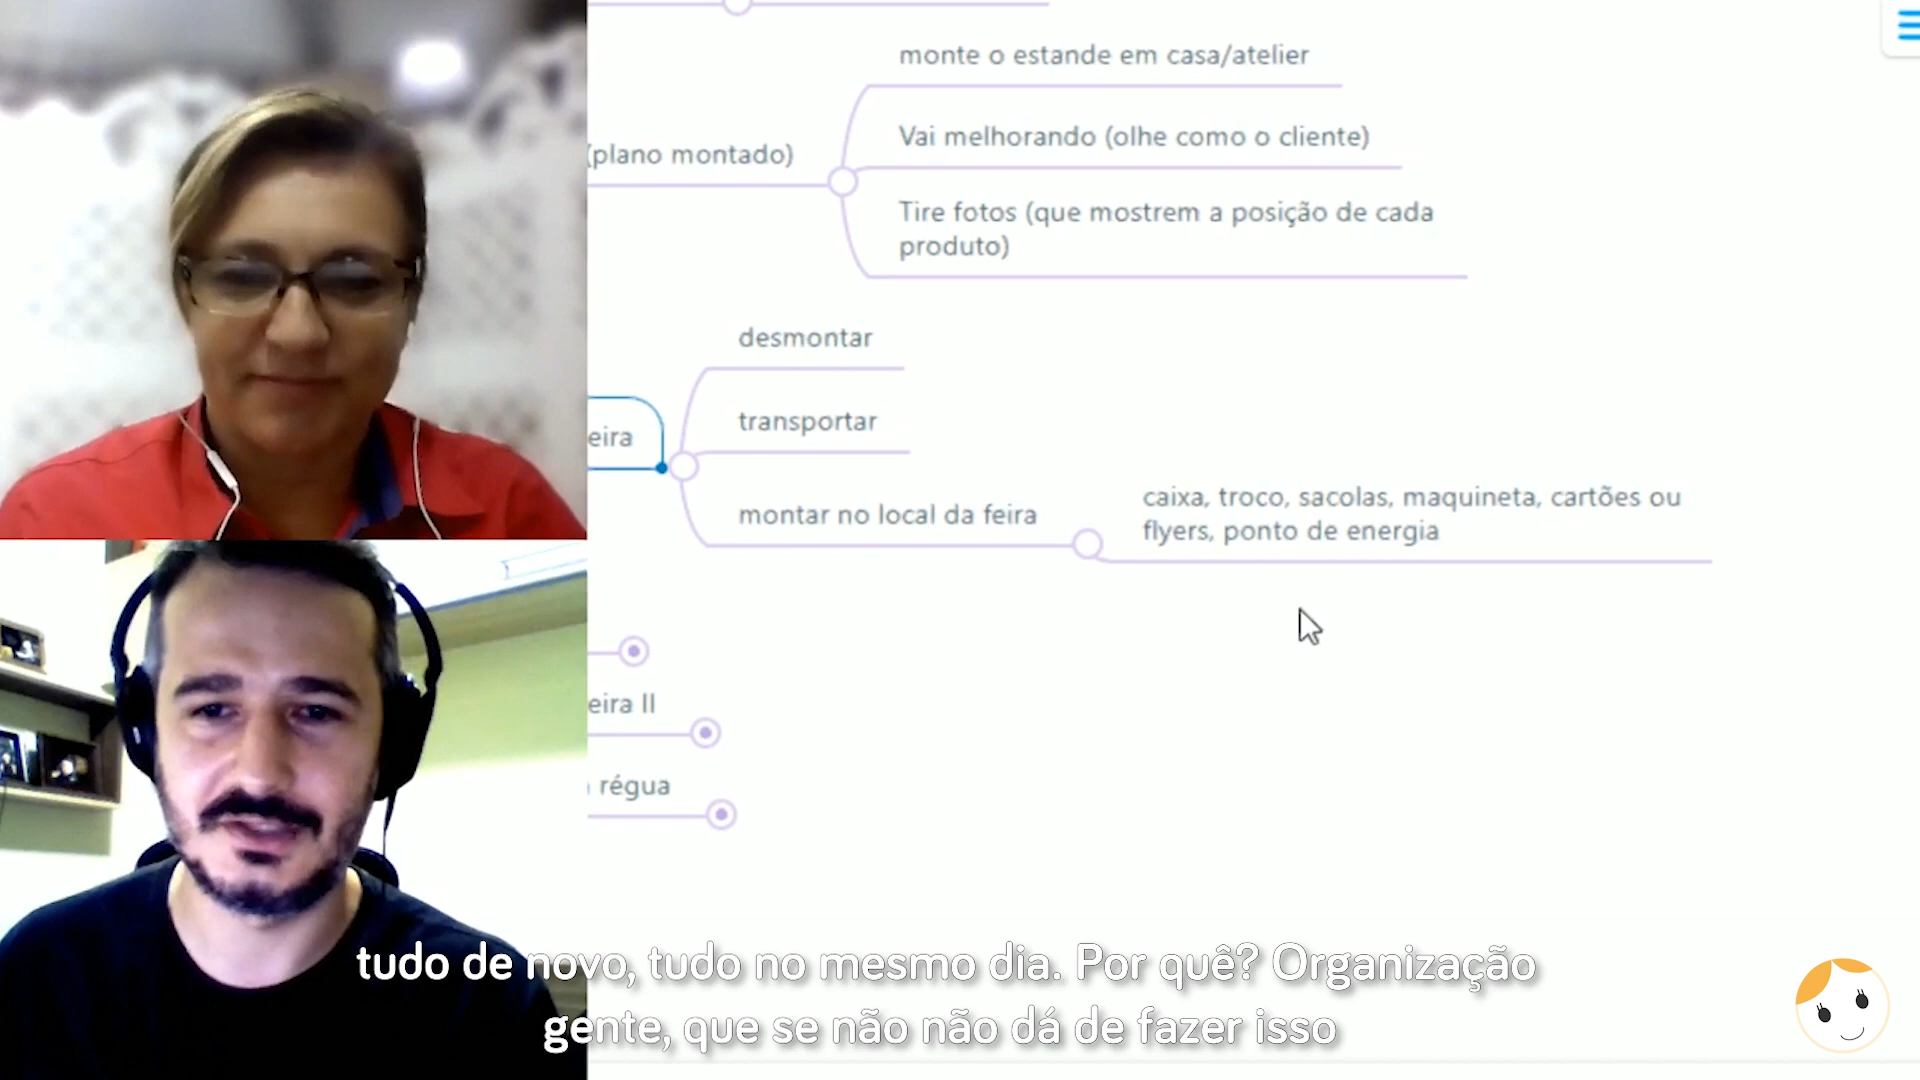 monte o estande em casa/atelier
Vai melhorando (olhe como o cliente)
(plano montado)
Tire fotos (que mostrem a posição de cada
produto)
desmontar
transportar
eira
montar no local da feira
caixa, troco, sacolas, maquineta, cartões ou
flyers, ponto de energia
eira II
régua
tudo de novo, tudo no mesmo dia. Por quê? Organização
gente, que se não não dá de fazer isso